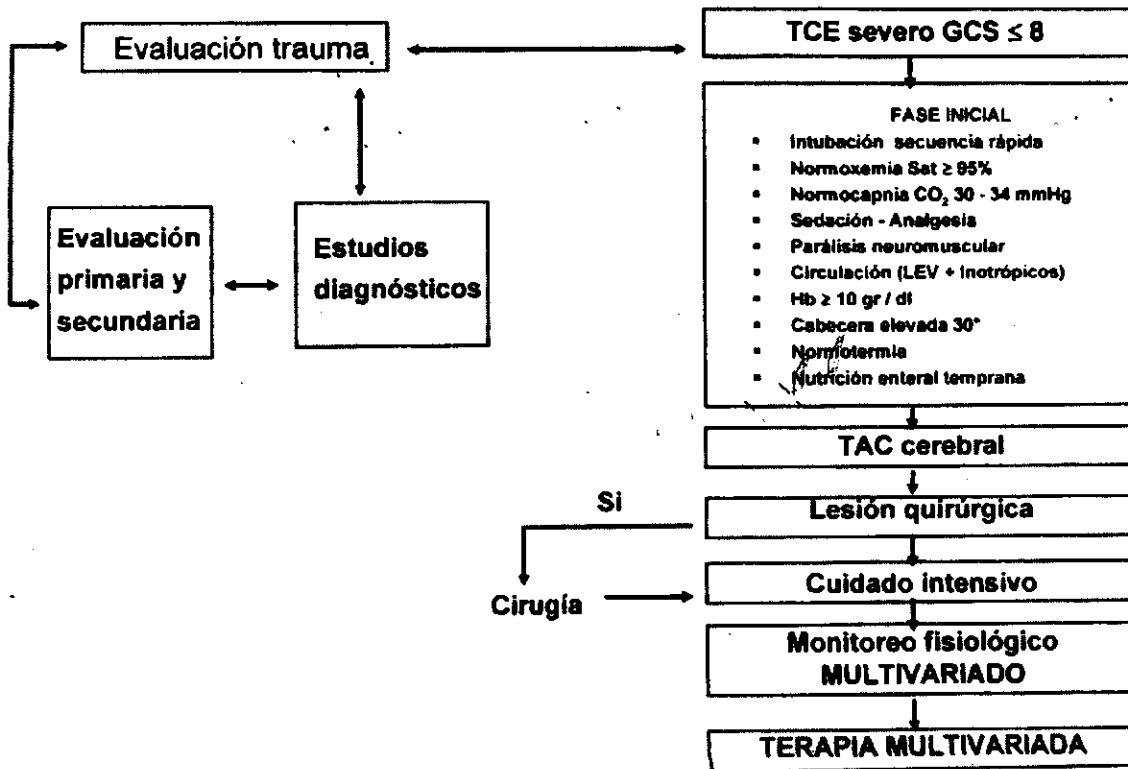 Evaluación trauma
Evaluación
primaria y
secundaria
Estudios
diagnósticos
TCE severo GCS ≤ 8
FASE INICIAL
▪ Intubación secuencia rápida
▪ Normoxemia Sat ≥ 95%
▪ Normocapnia CO₂ 30 - 34 mmHg
▪ Sedación - Analgesia
▪ Parálisis neuromuscular
▪ Circulación (LEV + Inotrópicos)
▪ Hb ≥ 10 gr / dl
▪ Cabecera elevada 30°
▪ Normotermia
▪ Nutrición enteral temprana
TAC cerebral
Lesión quirúrgica
Si
Cirugía
Cuidado intensivo
Monitoreo fisiológico
MULTIVARIADO
TERAPIA MULTIVARIADA